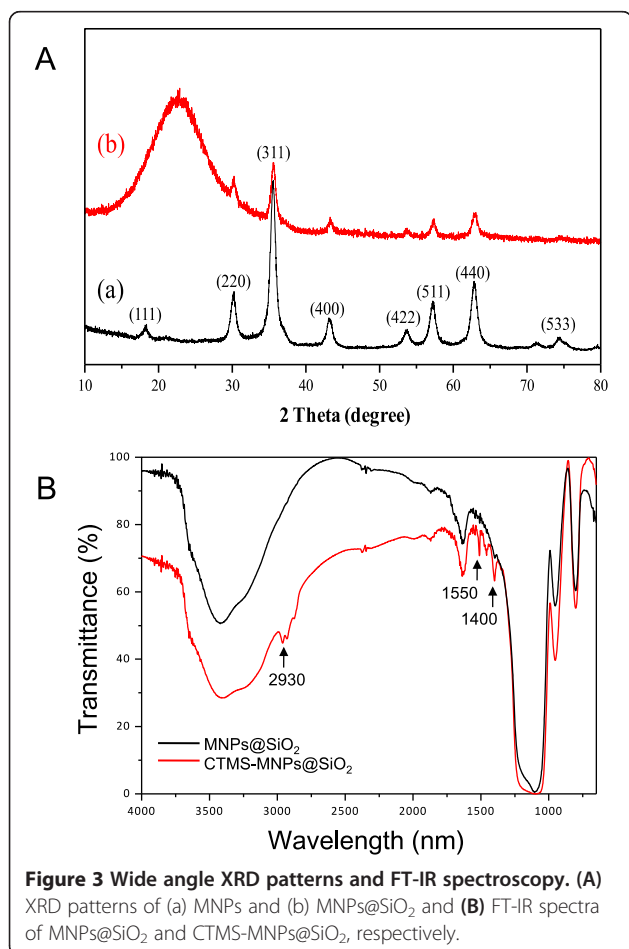 A
(b)
(311)
(a)
(111)
(220)
(400)
(422)
(511)
(440)
(533)
10 20 30 40 50 60 70 80
2 Theta (degree)
B
100
80
60
40
20
0
Transmittance (%)
1550
1400
2930
MNPs@SiO₂
CTMS-MNPs@SiO₂
4000 3500 3000 2500 2000 1500 1000
Wavelength (nm)
Figure 3 Wide angle XRD patterns and FT-IR spectroscopy. (A)
XRD patterns of (a) MNPs and (b) MNPs@SiO₂ and (B) FT-IR spectra
of MNPs@SiO₂ and CTMS-MNPs@SiO₂, respectively.